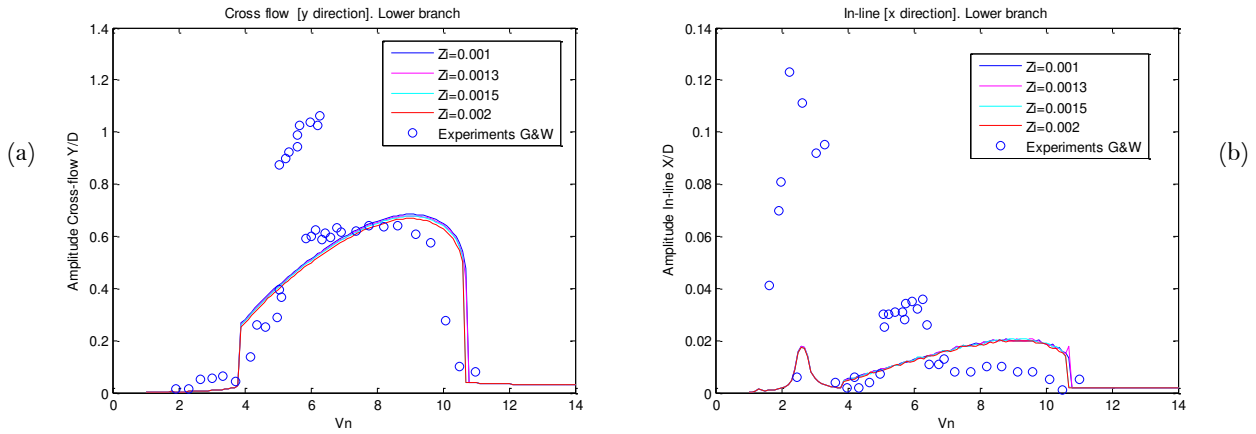 (a)
Cross flow [y direction]. Lower branch
Amplitude Cross-flow Y/D
1.4
1.2
1
0.8
0.6
0.4
0.2
0
0 2 4 6 8 10 12 14
Vn
Zi=0.001
Zi=0.0013
Zi=0.0015
Zi=0.002
Experiments G&W
In-line [x direction]. Lower branch
Amplitude In-line X/D
0.14
0.12
0.1
0.08
0.06
0.04
0.02
0
0 2 4 6 8 10 12 14
Vn
Zi=0.001
Zi=0.0013
Zi=0.0015
Zi=0.002
Experiments G&W
(b)